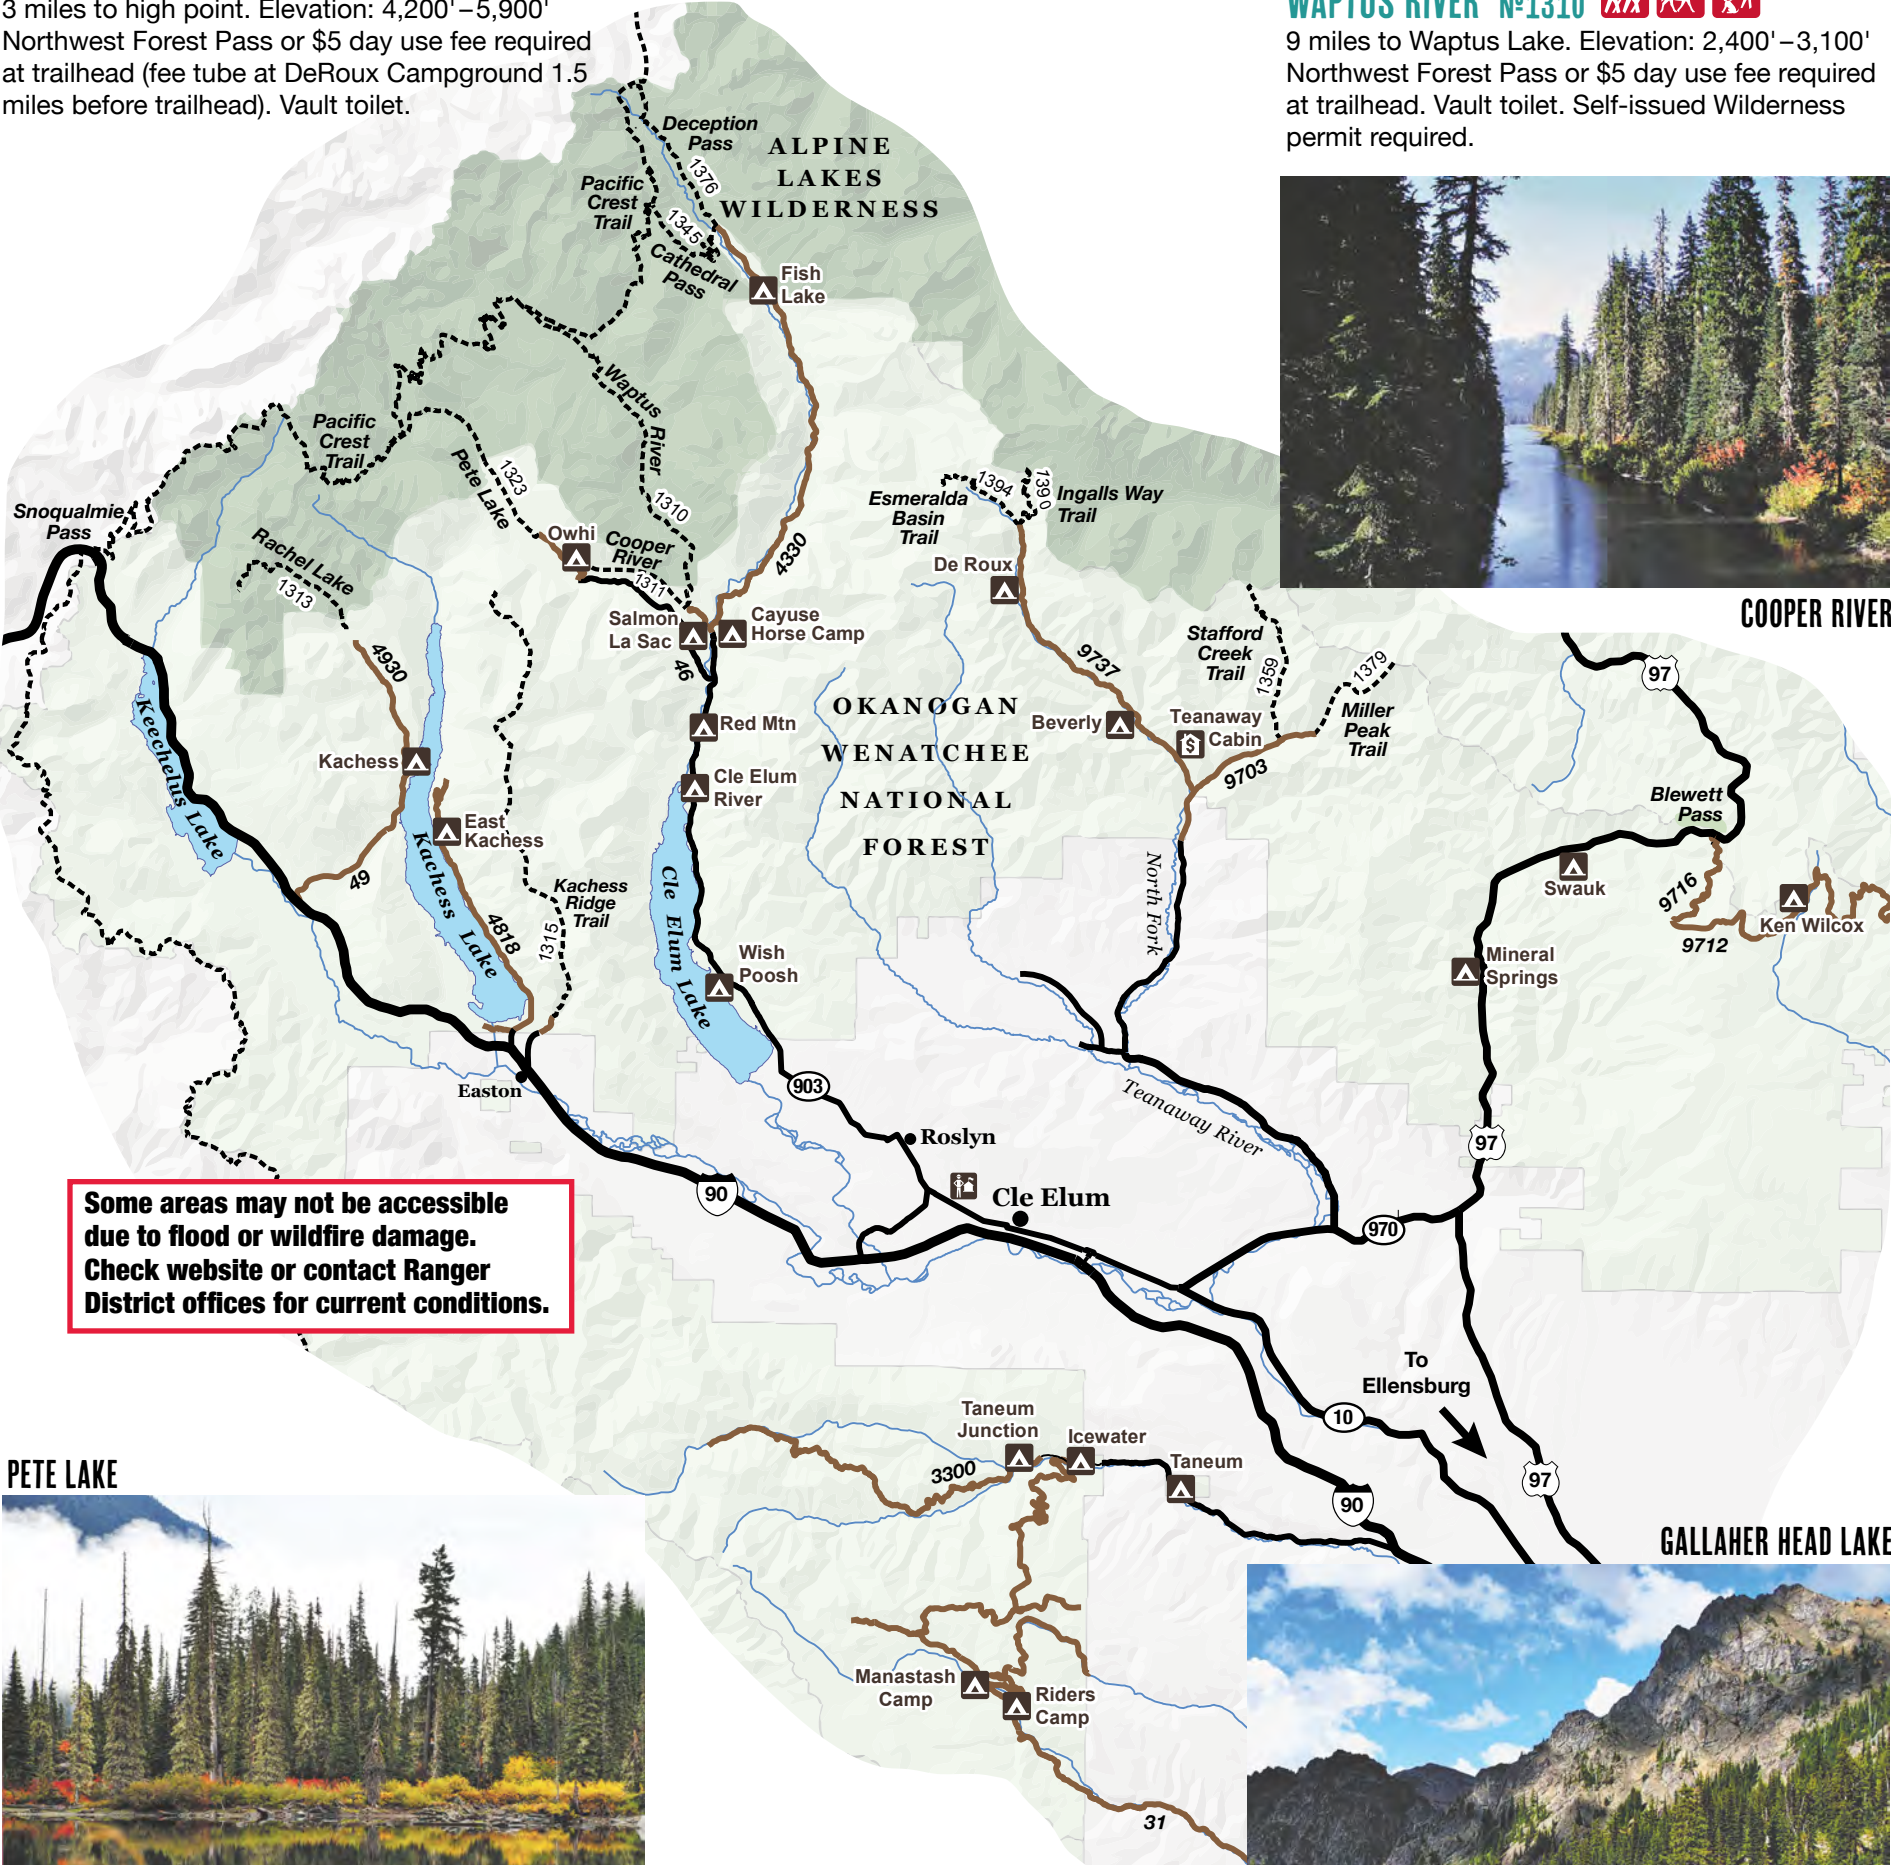 3 miles to high point. Elevation: 4,200'–5,900'
Northwest Forest Pass or $5 day use fee required
at trailhead (fee tube at DeRoux Campground 1.5
miles before trailhead). Vault toilet.
WAPTUS RIVER Nº1310
9 miles to Waptus Lake. Elevation: 2,400'–3,100'
Northwest Forest Pass or $5 day use fee required
at trailhead. Vault toilet. Self-issued Wilderness
permit required.
COOPER RIVER
Deception
Pass
1376
ALPINE
LAKES
WILDERNESS
Pacific
Crest
Trail
1345
Cathedral
Pass
Fish
Lake
Waptus
River
1310
Pacific
Crest
Trail
Pete Lake
1323
Snoqualmie
Pass
Rachel Lake
1313
Owhi
Cooper
River
1311
4330
Salmon
La Sac
Cayuse
Horse Camp
46
4930
Esmeralda
Basin
Trail
1394
1390
Ingalls Way
Trail
De Roux
9737
Stafford
Creek
Trail
1359
1379
Miller
Peak
Trail
97
Keechelus Lake
Kachess
49
East
Kachess
Kachess Lake
4818
Kachess
Ridge
Trail
1315
Red Mtn
Cle Elum
River
Cle Elum Lake
Wish
Poosh
OKANOGAN
WENATCHEE
NATIONAL
FOREST
Beverly
Teanaway
Cabin
9703
North Fork
Blewett
Pass
Swauk
9716
9712
Ken Wilcox
Mineral
Springs
Easton
903
Roslyn
Teanaway River
97
90
Cle Elum
970
Some areas may not be accessible
due to flood or wildfire damage.
Check website or contact Ranger
District offices for current conditions.
To
Ellensburg
10
97
90
Taneum
Junction
Icewater
Taneum
3300
PETE LAKE
GALLAHER HEAD LAKE
Manastash
Camp
Riders
Camp
31